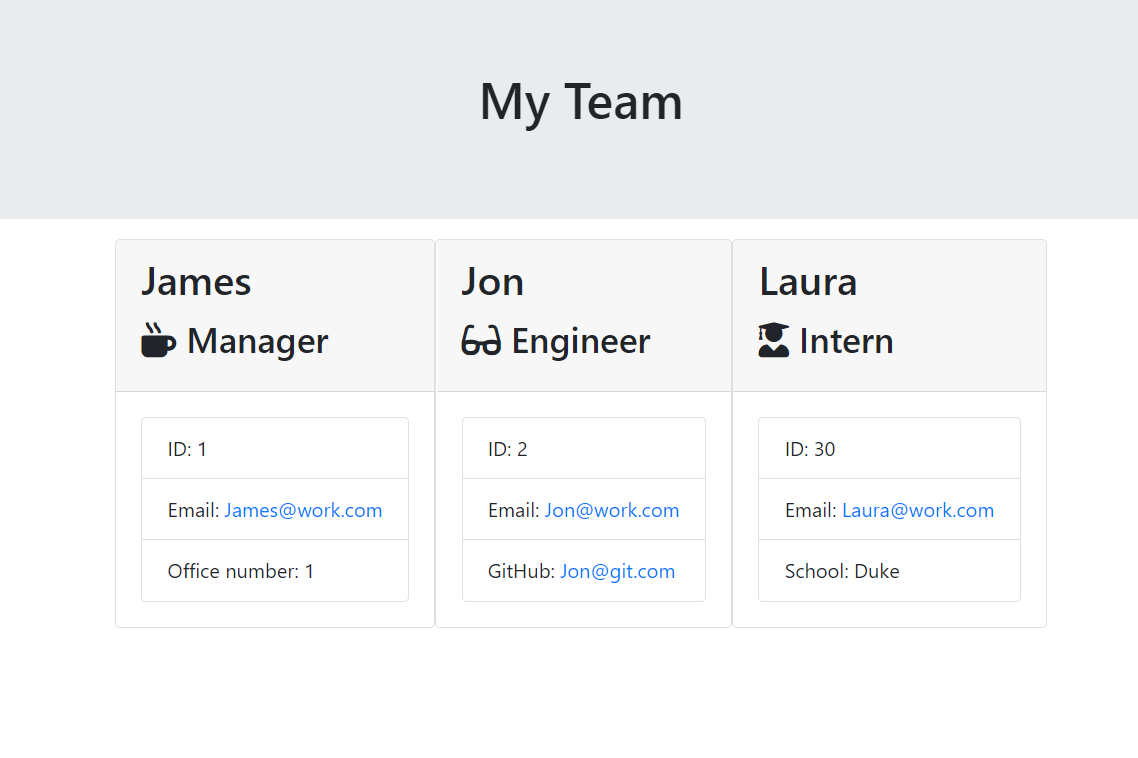 My Team
James
Manager
ID: 1
Email: James@work.com
Office number: 1
Jon
Engineer
ID: 2
Email: Jon@work.com
GitHub: Jon@git.com
Laura
Intern
ID: 30
Email: Laura@work.com
School: Duke